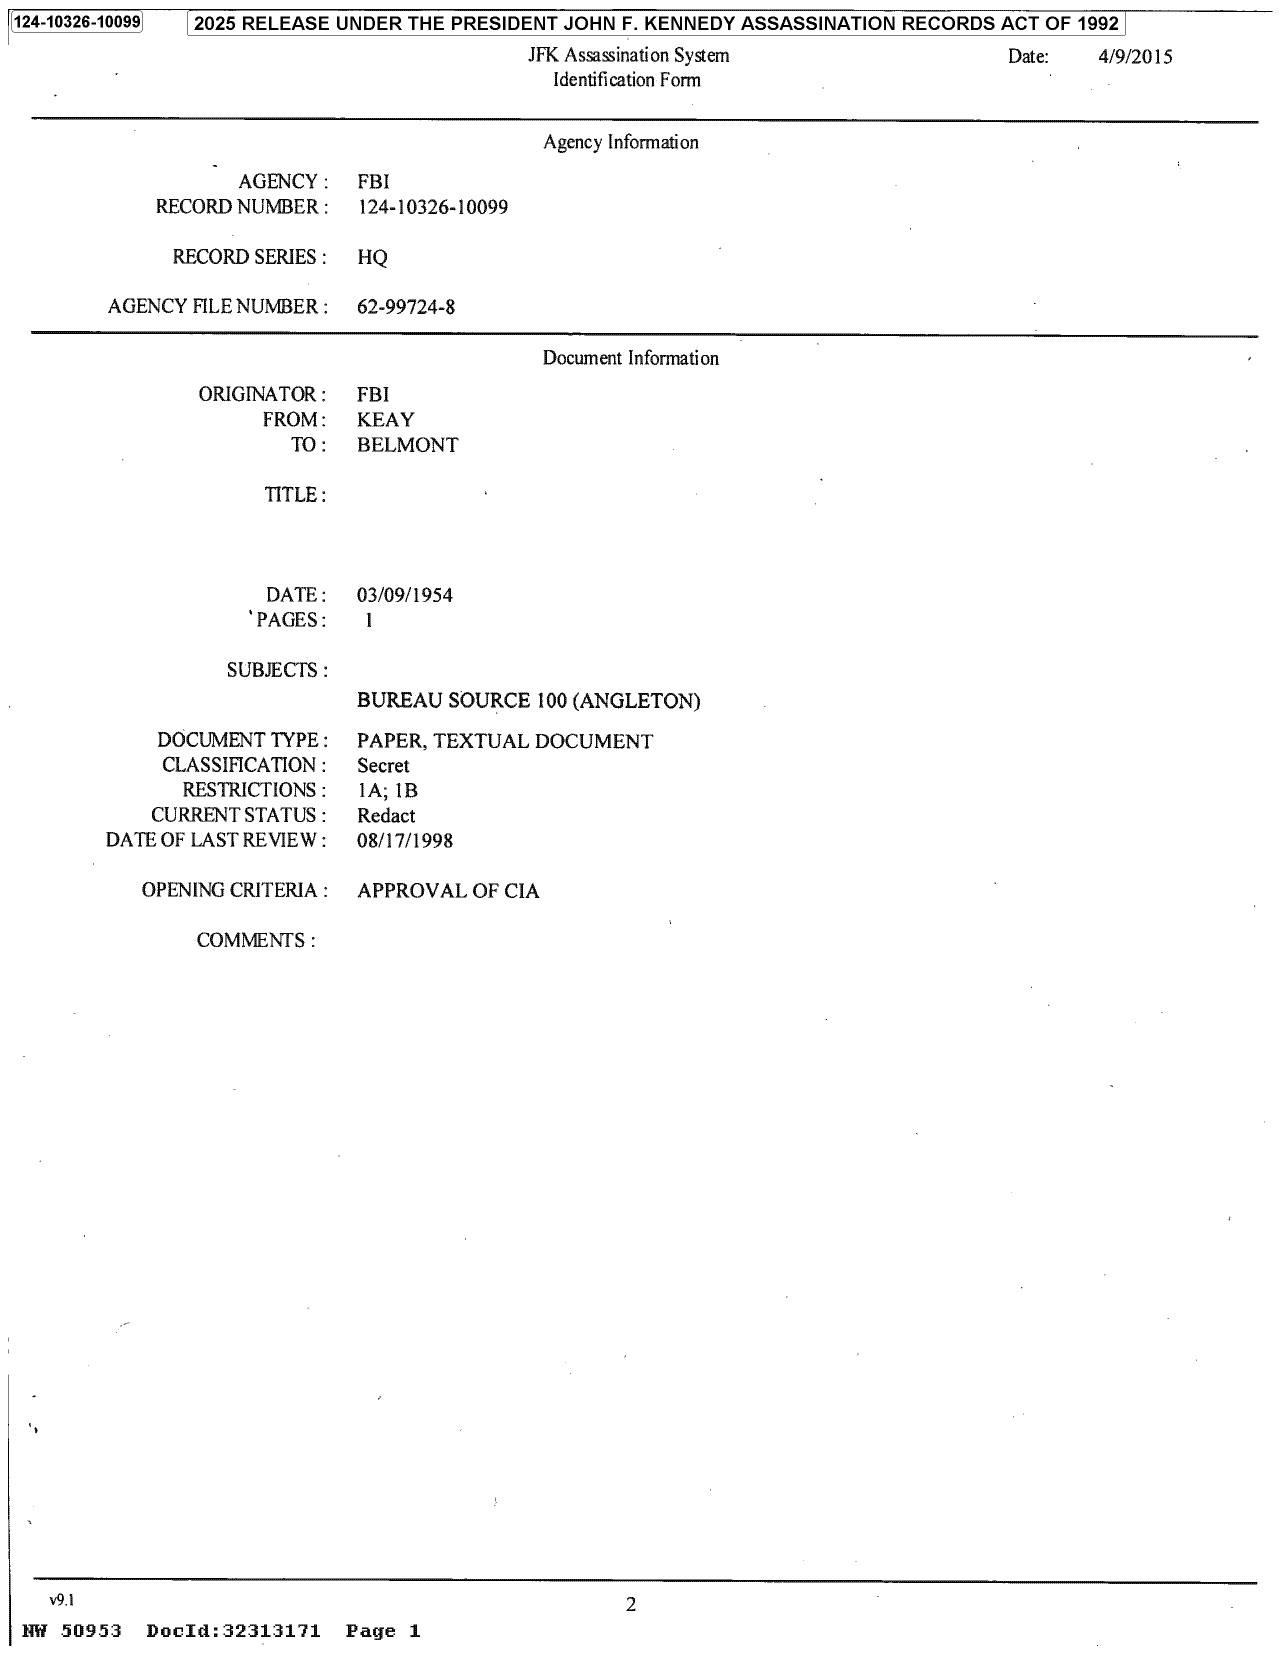 124-10326-10099 2025 RELEASE UNDER THE PRESIDENT JOHN F. KENNEDY ASSASSINATION RECORDS ACT OF 1992
JFK Assassination System Date: 4/9/2015
Identification Form
Agency Information
AGENCY : FBI
RECORD NUMBER : 124-10326-10099
RECORD SERIES : HQ
AGENCY FILE NUMBER : 62-99724-8
Document Information
ORIGINATOR : FBI
FROM : KEAY
TO : BELMONT
TITLE :
DATE : 03/09/1954
PAGES : 1
SUBJECTS :
BUREAU SOURCE 100 (ANGLETON)
DOCUMENT TYPE : PAPER, TEXTUAL DOCUMENT
CLASSIFICATION : Secret
RESTRICTIONS : 1A; 1B
CURRENT STATUS : Redact
DATE OF LAST REVIEW : 08/17/1998
OPENING CRITERIA : APPROVAL OF CIA
COMMENTS :
v9.1 2
NW 50953 DocId:32313171 Page 1